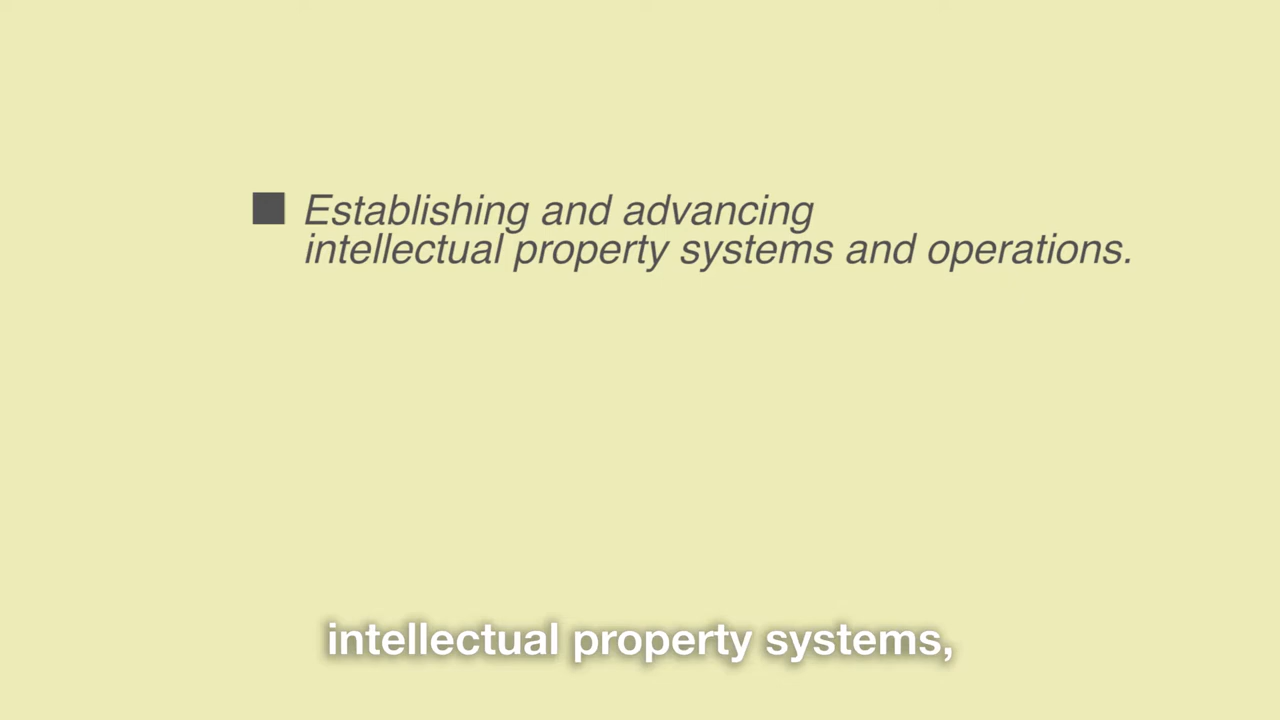 Establishing and advancing
intellectual property systems and operations.
intellectual property systems,